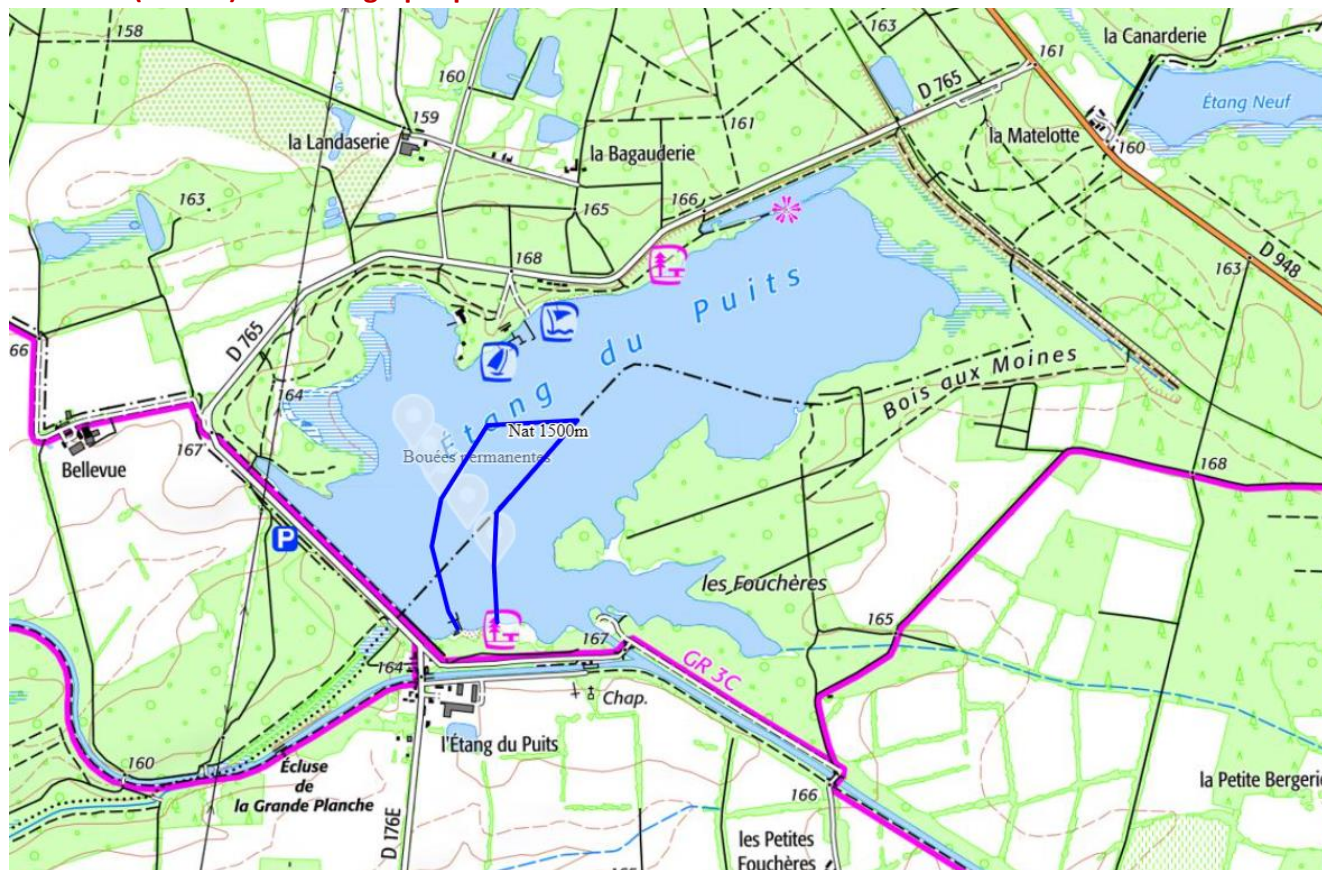 158
160
159
la Landaserie
la Bagauderie
161
163
161
la Canarderie
D 765
Étang Neuf
la Matelotte
160
163
165
166
168
D 948
163
Étang du Puits
66
D 765
164
Bois aux Moines
Nat 1500m
Bouées permanentes
167
Bellevue
168
P
les Fouchères
165
167
GR 3C
164
Chap.
l'Étang du Puits
160
Écluse
de
la Grande Planche
D 176E
166
la Petite Bergerie
les Petites
Fouchères